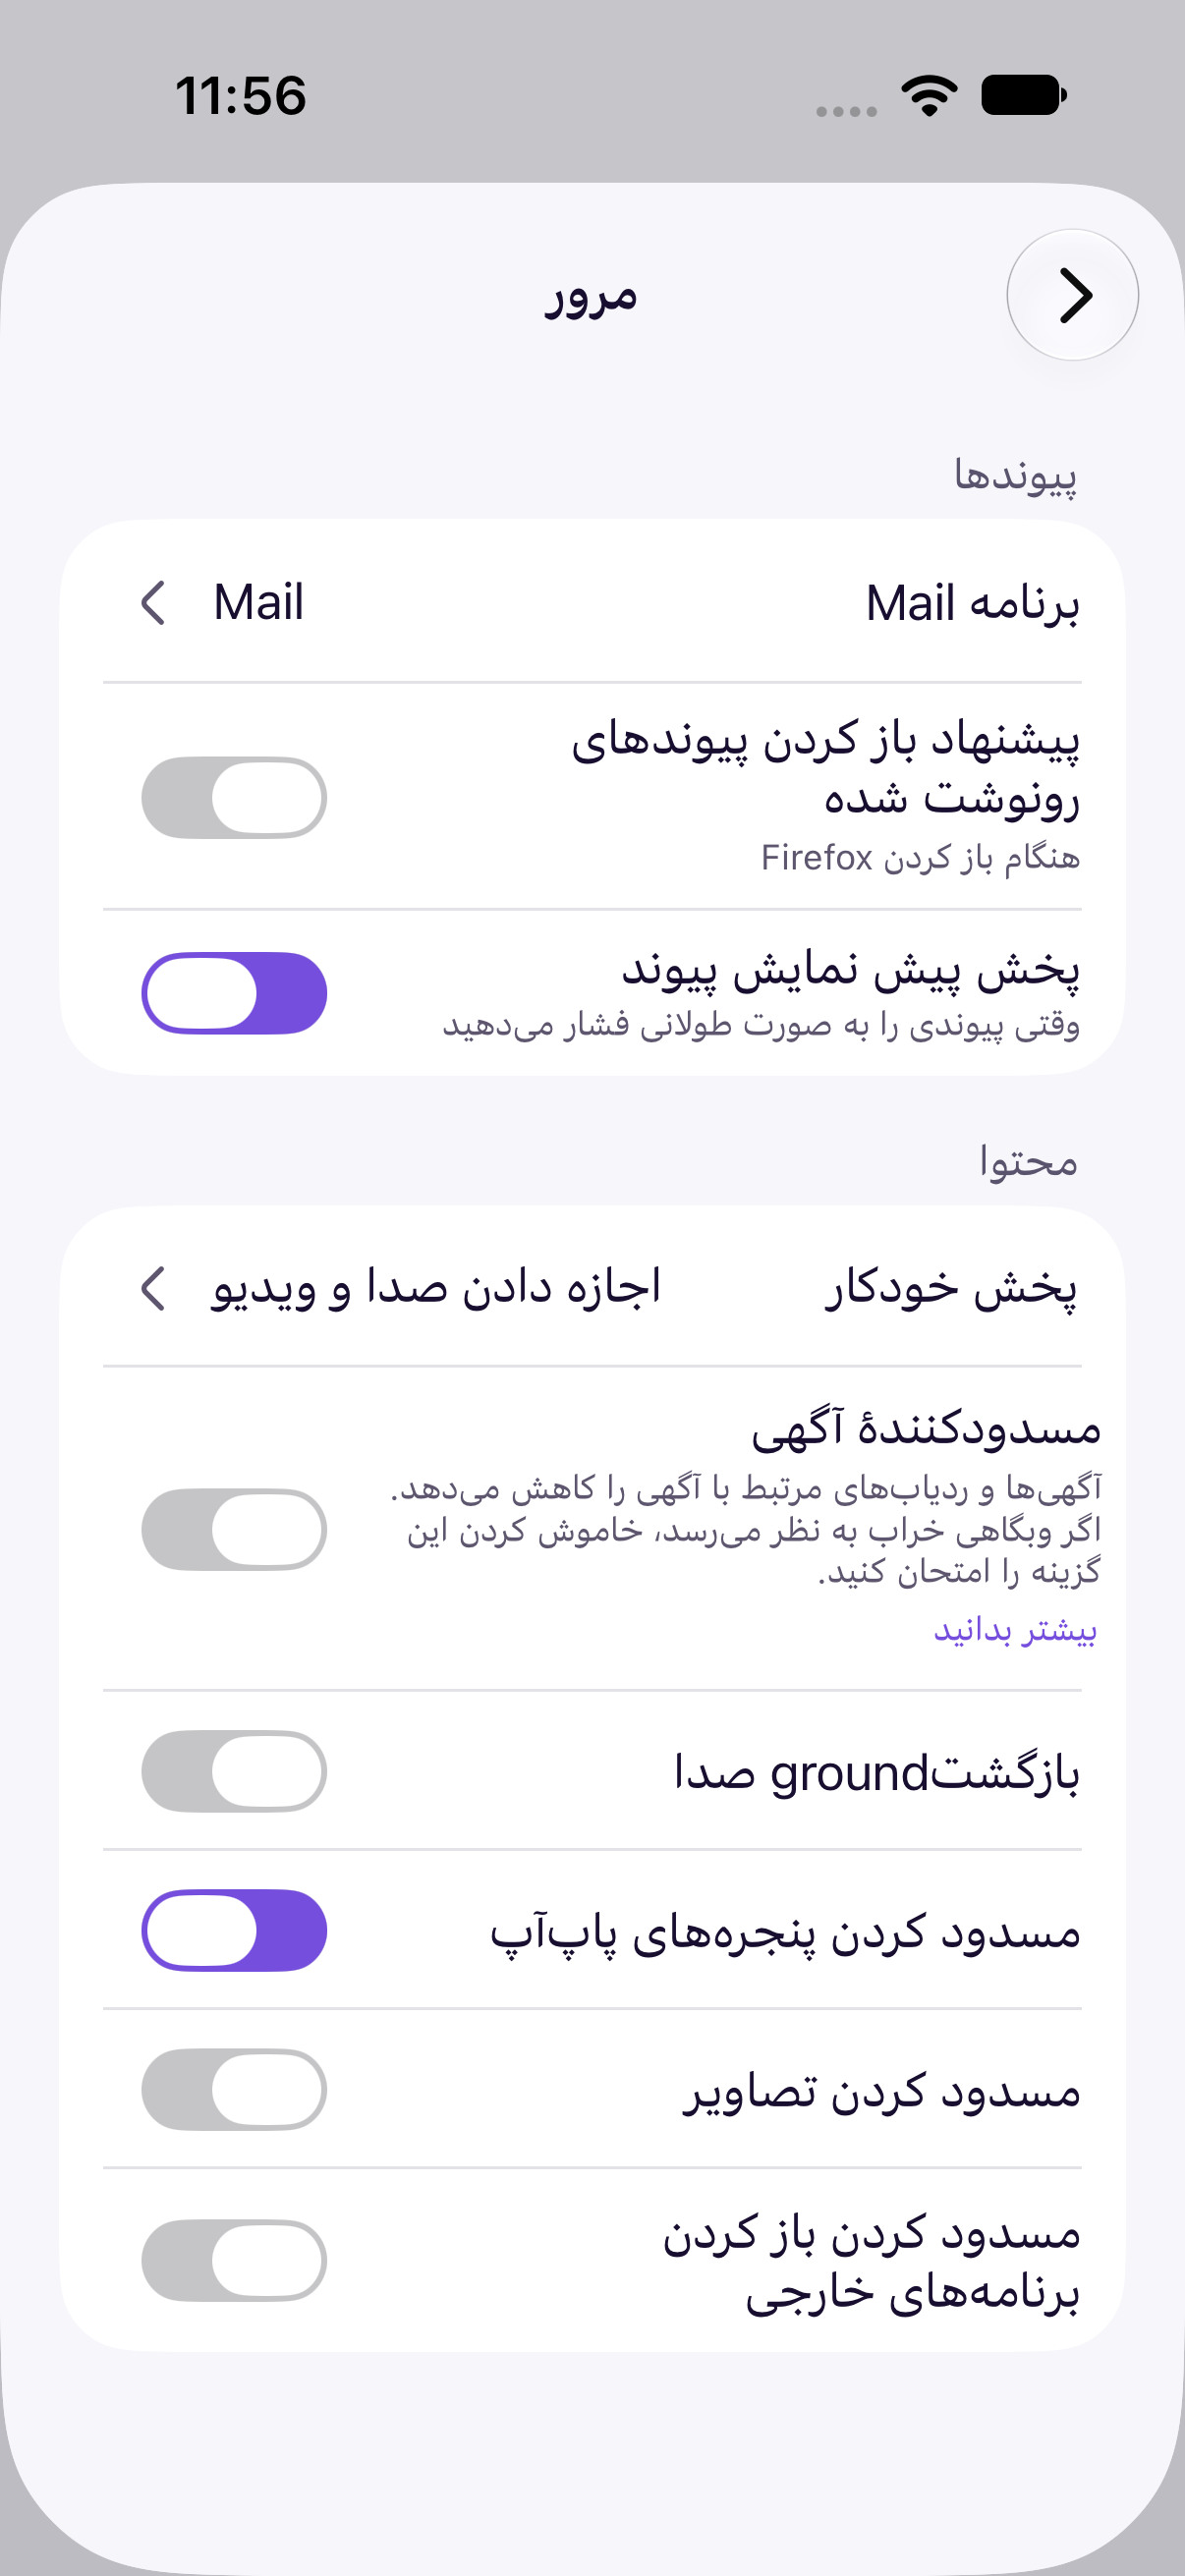 11:56
مرور
پیوندها
برنامه Mail
Mail
پیشنهاد باز کردن پیوندهای
رونوشت شده
هنگام باز کردن Firefox
پخش پیش نمایش پیوند
وقتی پیوندی را به صورت طولانی فشار می‌دهید
محتوا
پخش خودکار
اجازه دادن صدا و ویدیو
مسدودکنندهٔ آگهی
آگهی‌ها و ردیاب‌های مرتبط با آگهی را کاهش می‌دهد.
اگر وبگاهی خراب به نظر می‌رسد، خاموش کردن این
گزینه را امتحان کنید.
بیشتر بدانید
بازگشتground صدا
مسدود کردن پنجره‌های پاپ‌آپ
مسدود کردن تصاویر
مسدود کردن باز کردن
برنامه‌های خارجی